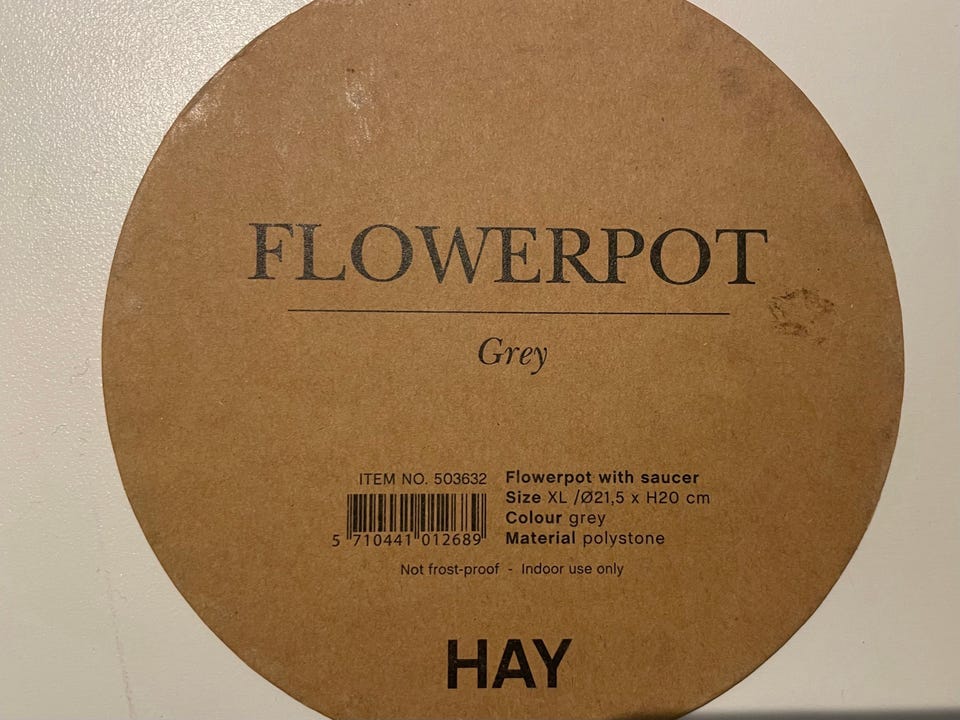 FLOWERPOT
Grey
ITEM NO. 503632
5 710441 012689
Flowerpot with saucer
Size XL /Ø21,5 x H20 cm
Colour grey
Material polystone
Not frost-proof - Indoor use only
HAY